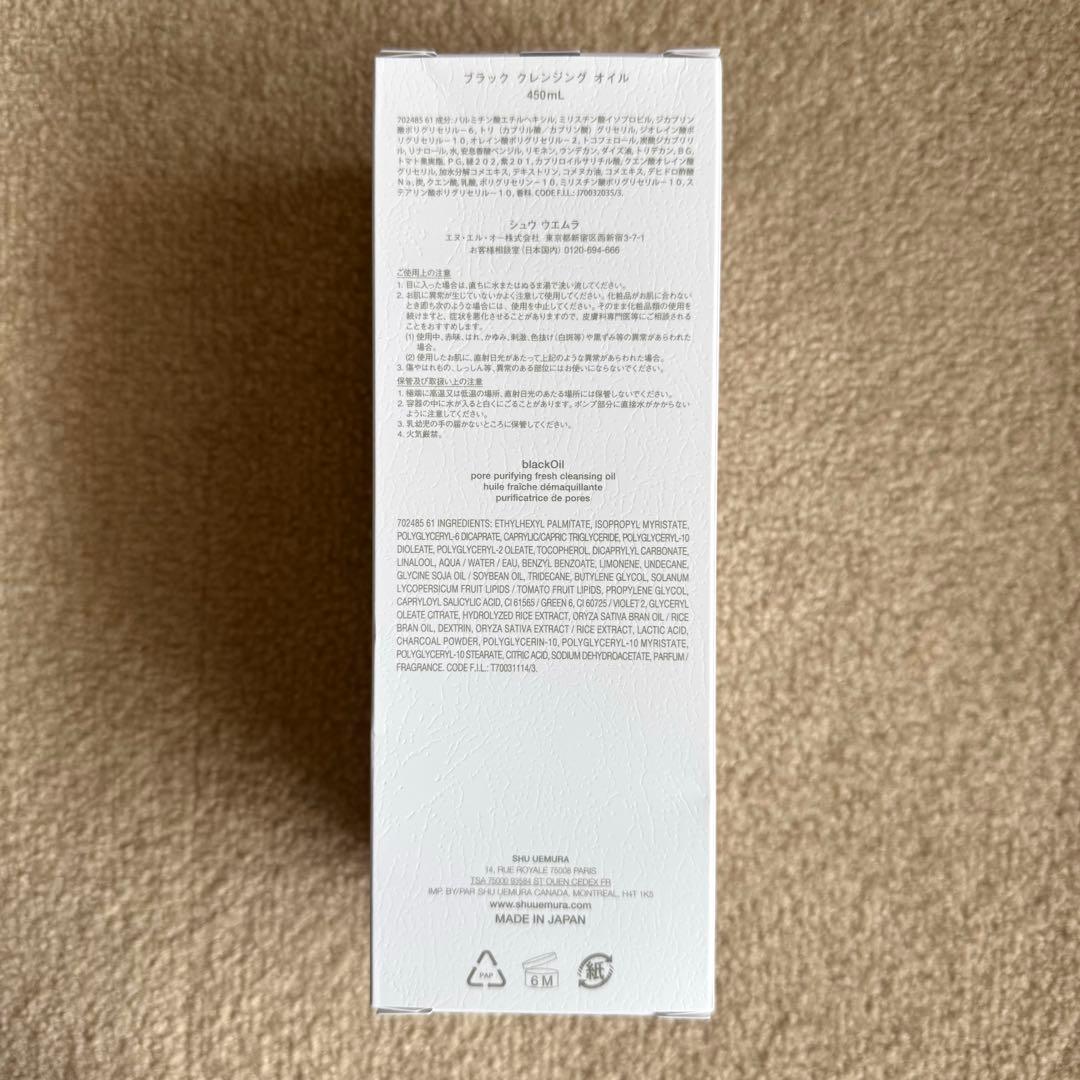 ブラック クレンジング オイル
450mL
702485 61 成分: パルミチン酸エチルヘキシル, ミリスチン酸イソプロピル, ジカプリン
酸ポリグリセリル－6, トリ（カプリル酸／カプリン酸）グリセリル, ジオレイン酸ポ
リグリセリル－10, オレイン酸ポリグリセリル－2, トコフェロール, 炭酸ジカプリリ
ル, リナロール, 水, 安息香酸ベンジル, リモネン, ウンデカン, ダイズ油, トリデカン, BG,
トマト果実脂, PG, 緑202, 紫201, カプリロイルサリチル酸, クエン酸オレイン酸
グリセリル, 加水分解コメエキス, デキストリン, コメヌカ油, コメエキス, デヒドロ酢酸
Na, 炭, クエン酸, 乳酸, ポリグリセリン－10, ミリスチン酸ポリグリセリル－10, ス
テアリン酸ポリグリセリル－10, 香料. CODE F.I.L.: J70032035/3.
シュウ ウエムラ
エヌ・エル・オー株式会社 東京都新宿区西新宿3-7-1
お客様相談室（日本国内）0120-694-666
ご使用上の注意
1. 目に入った場合は、直ちに水またはぬるま湯で洗い流してください。
2. お肌に異常が生じていないかよく注意して使用してください。化粧品がお肌に合わない
とき即ち次のような場合には、使用を中止してください。そのまま化粧品類の使用を
続けますと、症状を悪化させることがありますので、皮膚科専門医等にご相談され
ることをおすすめします。
(1) 使用中、赤味、はれ、かゆみ、刺激、色抜け（白斑等）や黒ずみ等の異常があらわれた
場合。
(2) 使用したお肌に、直射日光があたって上記のような異常があらわれた場合。
3. 傷やはれもの、しっしん等、異常のある部位にはお使いにならないでください。
保管及び取扱い上の注意
1. 極端に高温又は低温の場所、直射日光のあたる場所には保管しないでください。
2. 容器の中に水が入ると白くにごることがあります。ポンプ部分に直接水がかからない
ように注意してください。
3. 乳幼児の手の届かないところに保管してください。
4. 火気厳禁。
blackOil
pore purifying fresh cleansing oil
huile fraîche démaquillante
purificatrice de pores
702485 61 INGREDIENTS: ETHYLHEXYL PALMITATE, ISOPROPYL MYRISTATE,
POLYGLYCERYL-6 DICAPRATE, CAPRYLIC/CAPRIC TRIGLYCERIDE, POLYGLYCERYL-10
DIOLEATE, POLYGLYCERYL-2 OLEATE, TOCOPHEROL, DICAPRYLYL CARBONATE,
LINALOOL, AQUA / WATER / EAU, BENZYL BENZOATE, LIMONENE, UNDECANE,
GLYCINE SOJA OIL / SOYBEAN OIL, TRIDECANE, BUTYLENE GLYCOL, SOLANUM
LYCOPERSICUM FRUIT LIPIDS / TOMATO FRUIT LIPIDS, PROPYLENE GLYCOL,
CAPRYLOYL SALICYLIC ACID, CI 61565 / GREEN 6, CI 60725 / VIOLET 2, GLYCERYL
OLEATE CITRATE, HYDROLYZED RICE EXTRACT, ORYZA SATIVA BRAN OIL / RICE
BRAN OIL, DEXTRIN, ORYZA SATIVA EXTRACT / RICE EXTRACT, LACTIC ACID,
CHARCOAL POWDER, POLYGLYCERIN-10, POLYGLYCERYL-10 MYRISTATE,
POLYGLYCERYL-10 STEARATE, CITRIC ACID, SODIUM DEHYDROACETATE, PARFUM /
FRAGRANCE. CODE F.I.L.: T70031114/3.
SHU UEMURA
14, RUE ROYALE 75008 PARIS
TSA 75000 93584 ST OUEN CEDEX FR
IMP. BY/PAR SHU UEMURA CANADA, MONTREAL, H4T 1K5
www.shuuemura.com
MADE IN JAPAN
PAP
6 M
紙